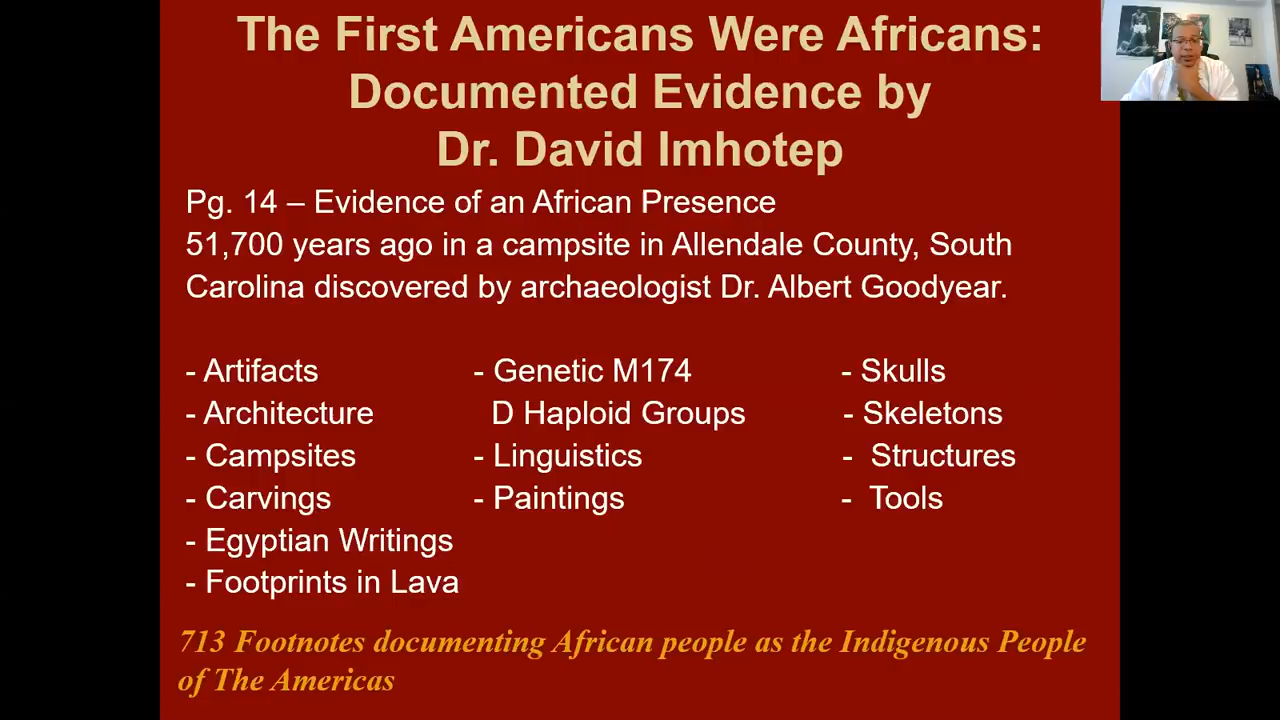 The First Americans Were Africans:
Documented Evidence by
Dr. David Imhotep
Pg. 14 – Evidence of an African Presence
51,700 years ago in a campsite in Allendale County, South
Carolina discovered by archaeologist Dr. Albert Goodyear.
- Artifacts
- Architecture
- Campsites
- Carvings
- Egyptian Writings
- Footprints in Lava
- Genetic M174
D Haploid Groups
- Linguistics
- Paintings
- Skulls
- Skeletons
- Structures
- Tools
713 Footnotes documenting African people as the Indigenous People
of The Americas